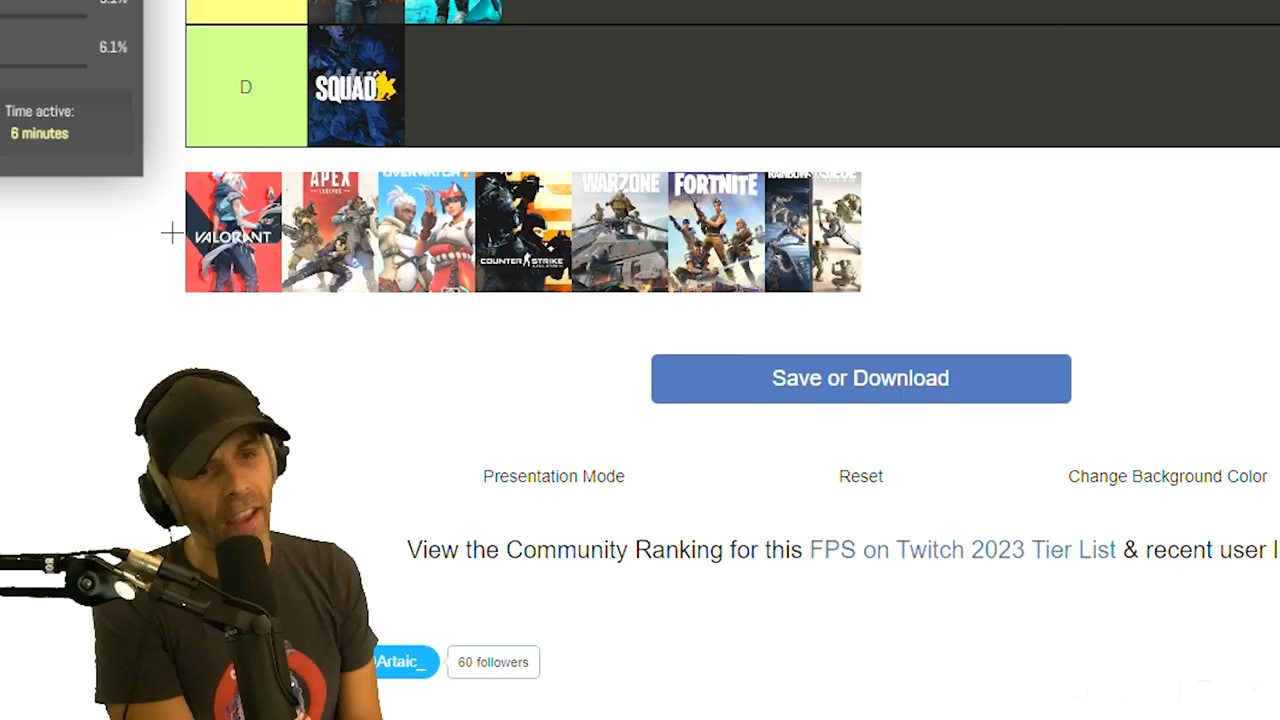 6.1%
Time active:
6 minutes
D
SQUAD
VALORANT
APEX
LEGENDS
OVERWATCH 2
COUNTER STRIKE
WARZONE
FORTNITE
Save or Download
Presentation Mode
Reset
Change Background Color
View the Community Ranking for this FPS on Twitch 2023 Tier List & recent user
Artaic_
60 followers